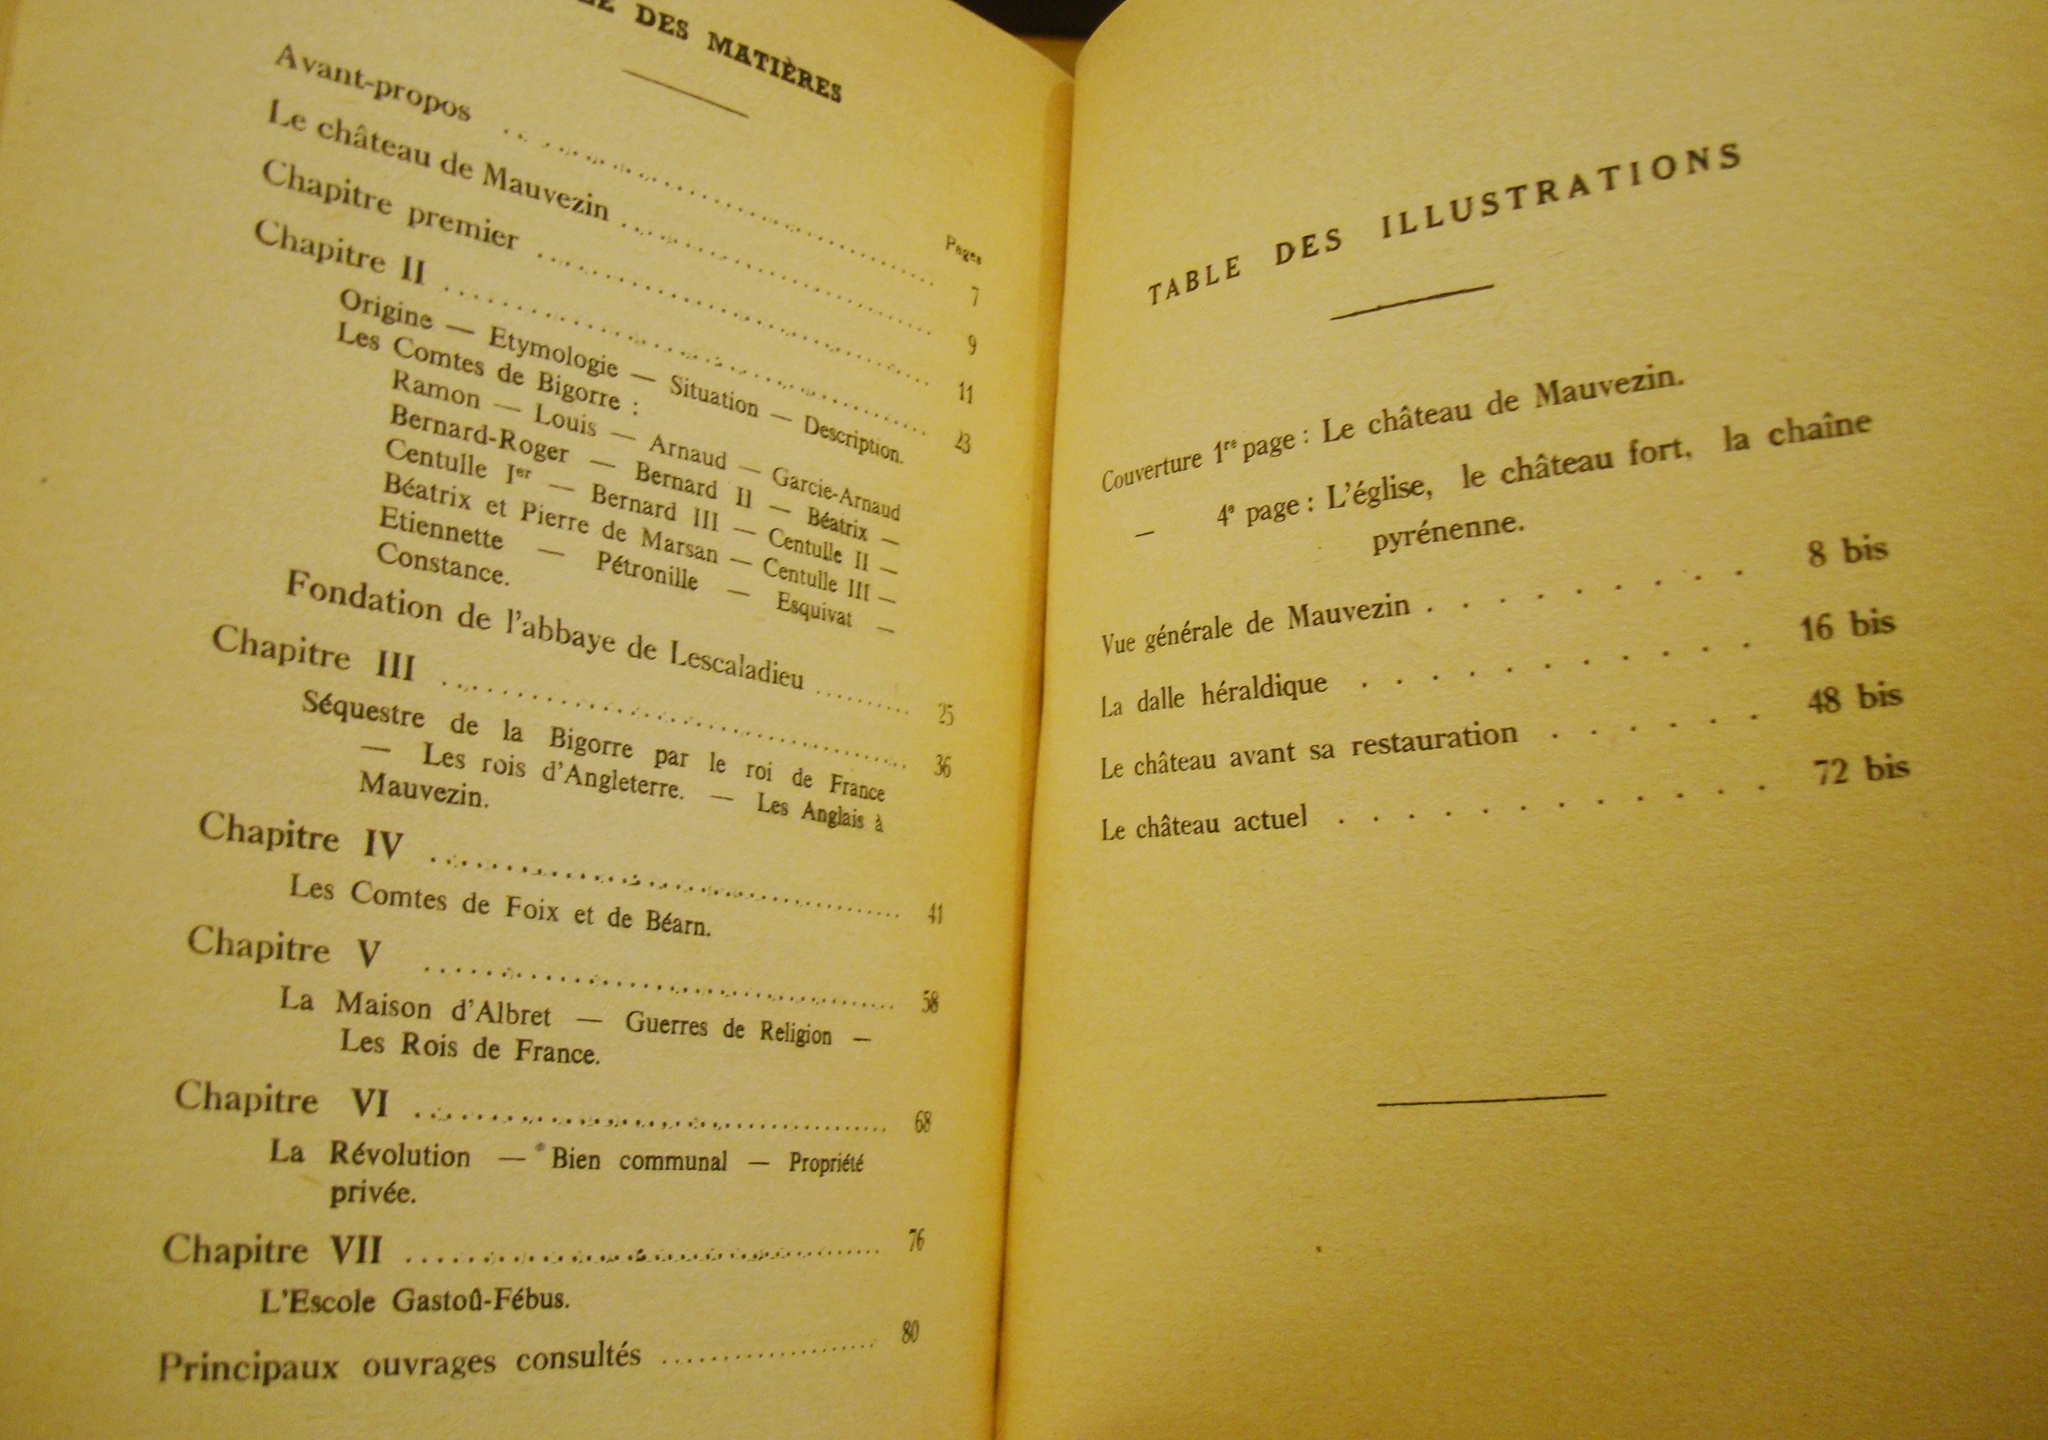 DES MATIÈRES
Pages
Avant-propos 7
Le château de Mauvezin 9
Chapitre premier 11
Chapitre II 23
Origine — Etymologie — Situation — Description.
Les Comtes de Bigorre :
Ramon — Louis — Arnaud — Garcie-Arnaud
Bernard-Roger — Bernard II — Béatrix —
Centulle Ier — Bernard III — Centulle II —
Béatrix et Pierre de Marsan — Centulle III —
Etiennette — Pétronille — Esquivat —
Constance.
Fondation de l'abbaye de Lescaladieu 25
Chapitre III 36
Séquestre de la Bigorre par le roi de France
— Les rois d'Angleterre. — Les Anglais à
Mauvezin.
Chapitre IV 41
Les Comtes de Foix et de Béarn.
Chapitre V 58
La Maison d'Albret — Guerres de Religion —
Les Rois de France.
Chapitre VI 68
La Révolution — Bien communal — Propriété
privée.
Chapitre VII 76
L'Escole Gastoû-Fébus.
Principaux ouvrages consultés 80
TABLE DES ILLUSTRATIONS
Couverture 1re page : Le château de Mauvezin.
— 4e page : L'église, le château fort, la chaîne
pyrénenne.
Vue générale de Mauvezin 8 bis
La dalle héraldique 16 bis
Le château avant sa restauration 48 bis
Le château actuel 72 bis